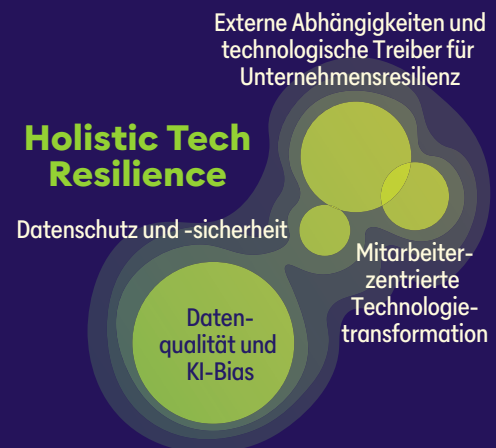 Externe Abhängigkeiten und
technologische Treiber für
Unternehmensresilienz
Holistic Tech
Resilience
Datenschutz und -sicherheit
Mitarbeiter-
zentrierte
Technologie-
transformation
Daten-
qualität und
KI-Bias